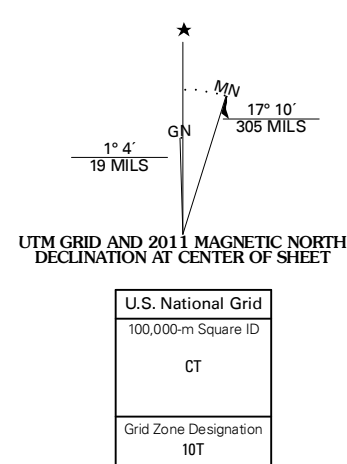 ★
MN
17° 10´
305 MILS
GN
1° 4´
19 MILS
UTM GRID AND 2011 MAGNETIC NORTH
DECLINATION AT CENTER OF SHEET
U.S. National Grid
100,000-m Square ID
CT
Grid Zone Designation
10T